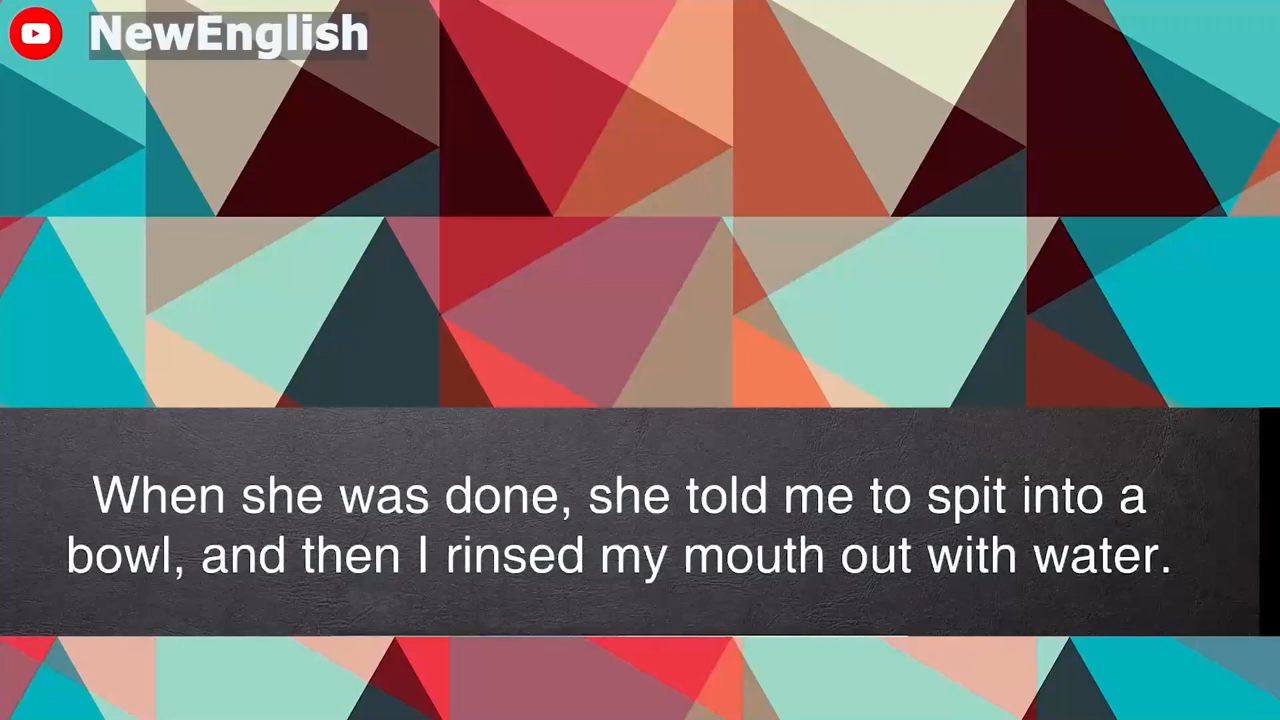 NewEnglish
When she was done, she told me to spit into a
bowl, and then I rinsed my mouth out with water.